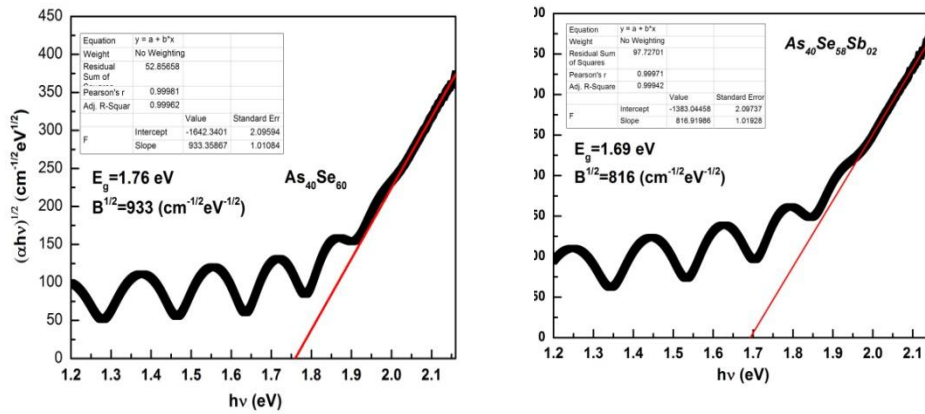 Equation y = a + b*x
Weight No Weighting
Residual Sum of 52.85658
Pearson's r 0.99981
Adj. R-Squar 0.99962
Value Standard Err
F Intercept -1642.3401 2.09594
Slope 933.35867 1.01084
E_g=1.76 eV
B^1/2=933 (cm^-1/2eV^-1/2)
As40Se60
(αhν)^1/2 (cm^-1/2eV^1/2)
450
400
350
300
250
200
150
100
50
0
1.2 1.3 1.4 1.5 1.6 1.7 1.8 1.9 2.0 2.1
hν (eV)
Equation y = a + b*x
Weight No Weighting
Residual Sum of Squares 97.72701
Pearson's r 0.99971
Adj. R-Square 0.99942
Value Standard Error
F Intercept -1383.04458 2.09737
Slope 816.91986 1.01928
As40Se58Sb02
E_g=1.69 eV
B^1/2=816 (cm^-1/2eV^-1/2)
00
50
00
50
00
50
0
1.2 1.3 1.4 1.5 1.6 1.7 1.8 1.9 2.0 2.1
hν (eV)